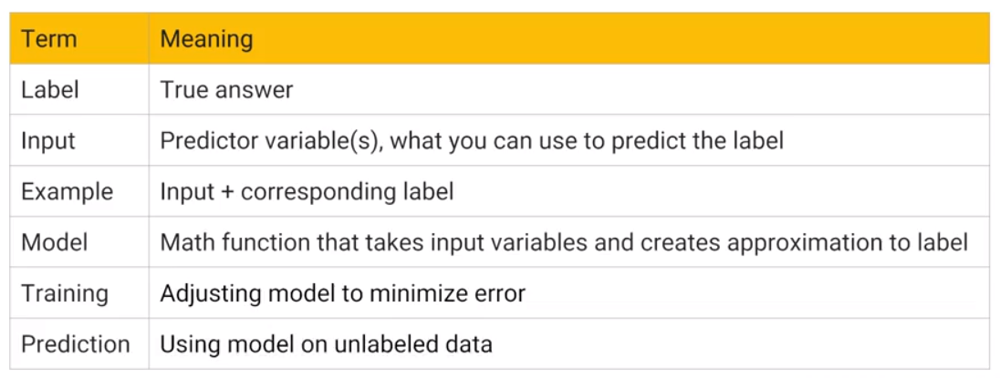 Term Meaning
Label True answer
Input Predictor variable(s), what you can use to predict the label
Example Input + corresponding label
Model Math function that takes input variables and creates approximation to label
Training Adjusting model to minimize error
Prediction Using model on unlabeled data